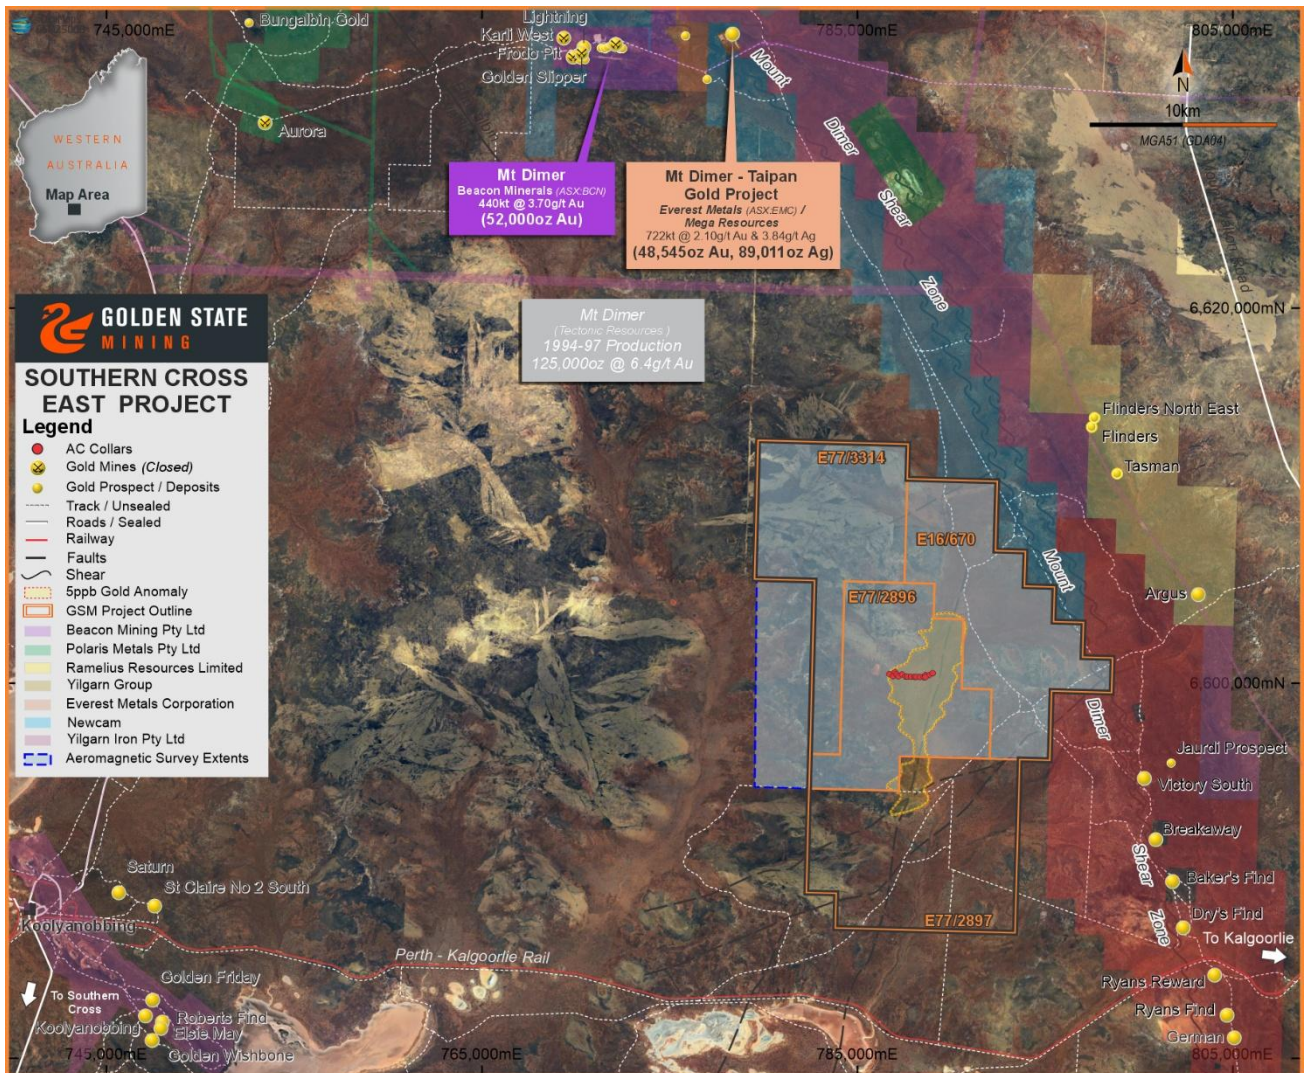 745,000mE
785,000mE
805,000mE
Bungalbin Gold
Lightning
Karli West
Frodo Pit
Golden Slipper
Aurora
Mount
Dimer
Shear
Zone
N
10km
MGA51 (GDA94)
WESTERN
AUSTRALIA
Map Area
Mt Dimer
Beacon Minerals (ASX:BCN)
440kt @ 3.70g/t Au
(52,000oz Au)
Mt Dimer - Taipan
Gold Project
Everest Metals (ASX:EMC) /
Mega Resources
722kt @ 2.10g/t Au & 3.84g/t Ag
(48,545oz Au, 89,011oz Ag)
Mt Dimer
(Tectonic Resources )
1994-97 Production
125,000oz @ 6.4g/t Au
6,620,000mN
GOLDEN STATE
MINING
SOUTHERN CROSS
EAST PROJECT
Legend
AC Collars
Gold Mines (Closed)
Gold Prospect / Deposits
Track / Unsealed
Roads / Sealed
Railway
Faults
Shear
5ppb Gold Anomaly
GSM Project Outline
Beacon Mining Pty Ltd
Polaris Metals Pty Ltd
Ramelius Resources Limited
Yilgarn Group
Everest Metals Corporation
Newcam
Yilgarn Iron Pty Ltd
Aeromagnetic Survey Extents
Flinders North East
Flinders
Tasman
E77/3314
E16/670
E77/2896
Mount
Argus
6,600,000mN
Dimer
Jaurdi Prospect
Victory South
Breakaway
Shear
Baker's Find
Dry's Find
Zone
E77/2897
To Kalgoorlie
Saturn
St Claire No 2 South
Koolyanobbing
Perth - Kalgoorlie Rail
Golden Friday
To Southern
Cross
Roberts Find
Koolyanobbing
Elsie May
Golden Wishbone
Ryans Reward
Ryans Find
German
745,000mE
765,000mE
785,000mE
805,000mE